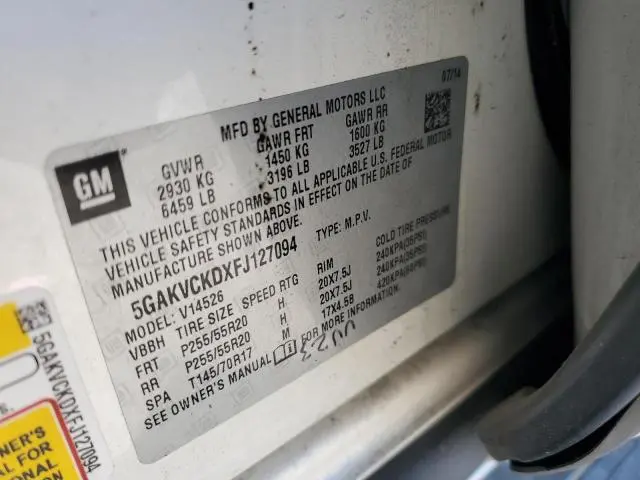 07/14
MFD BY GENERAL MOTORS LLC
GM
GVWR GAWR FRT GAWR RR
2930 KG 1450 KG 1600 KG
6459 LB 3196 LB 3527 LB
THIS VEHICLE CONFORMS TO ALL APPLICABLE U.S. FEDERAL MOTOR
VEHICLE SAFETY STANDARDS IN EFFECT ON THE DATE OF
MANUFACTURE SHOWN ABOVE.
5GAKVCKDXFJ127094 TYPE: M.P.V.
MODEL: V14526
VBBH TIRE SIZE SPEED RTG RIM COLD TIRE PRESSURE
FRT P255/55R20 H 20X7.5J 240KPA(35PSI)
RR P255/55R20 H 20X7.5J 240KPA(35PSI)
SPA T145/70R17 M 17X4.5B 420KPA(60PSI)
SEE OWNER'S MANUAL FOR MORE INFORMATION.
5GAKVCKDXFJ127094